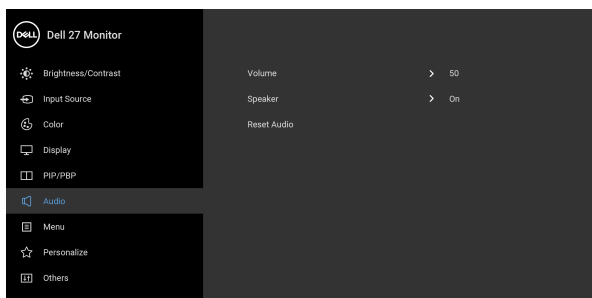 DELL Dell 27 Monitor
Brightness/Contrast
Input Source
Color
Display
PIP/PBP
Audio
Menu
Personalize
Others
Volume > 50
Speaker > On
Reset Audio